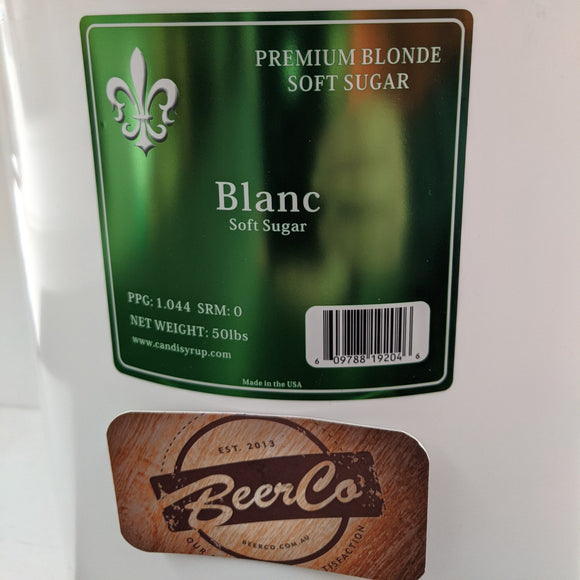 PREMIUM BLONDE
SOFT SUGAR
Blanc
Soft Sugar
PPG: 1.044 SRM: 0
NET WEIGHT: 50lbs
www.candisyrup.com
6 09788 19204 6
Made in the USA
EST. 2013
BeerCo
BEERCO.COM.AU
OUR